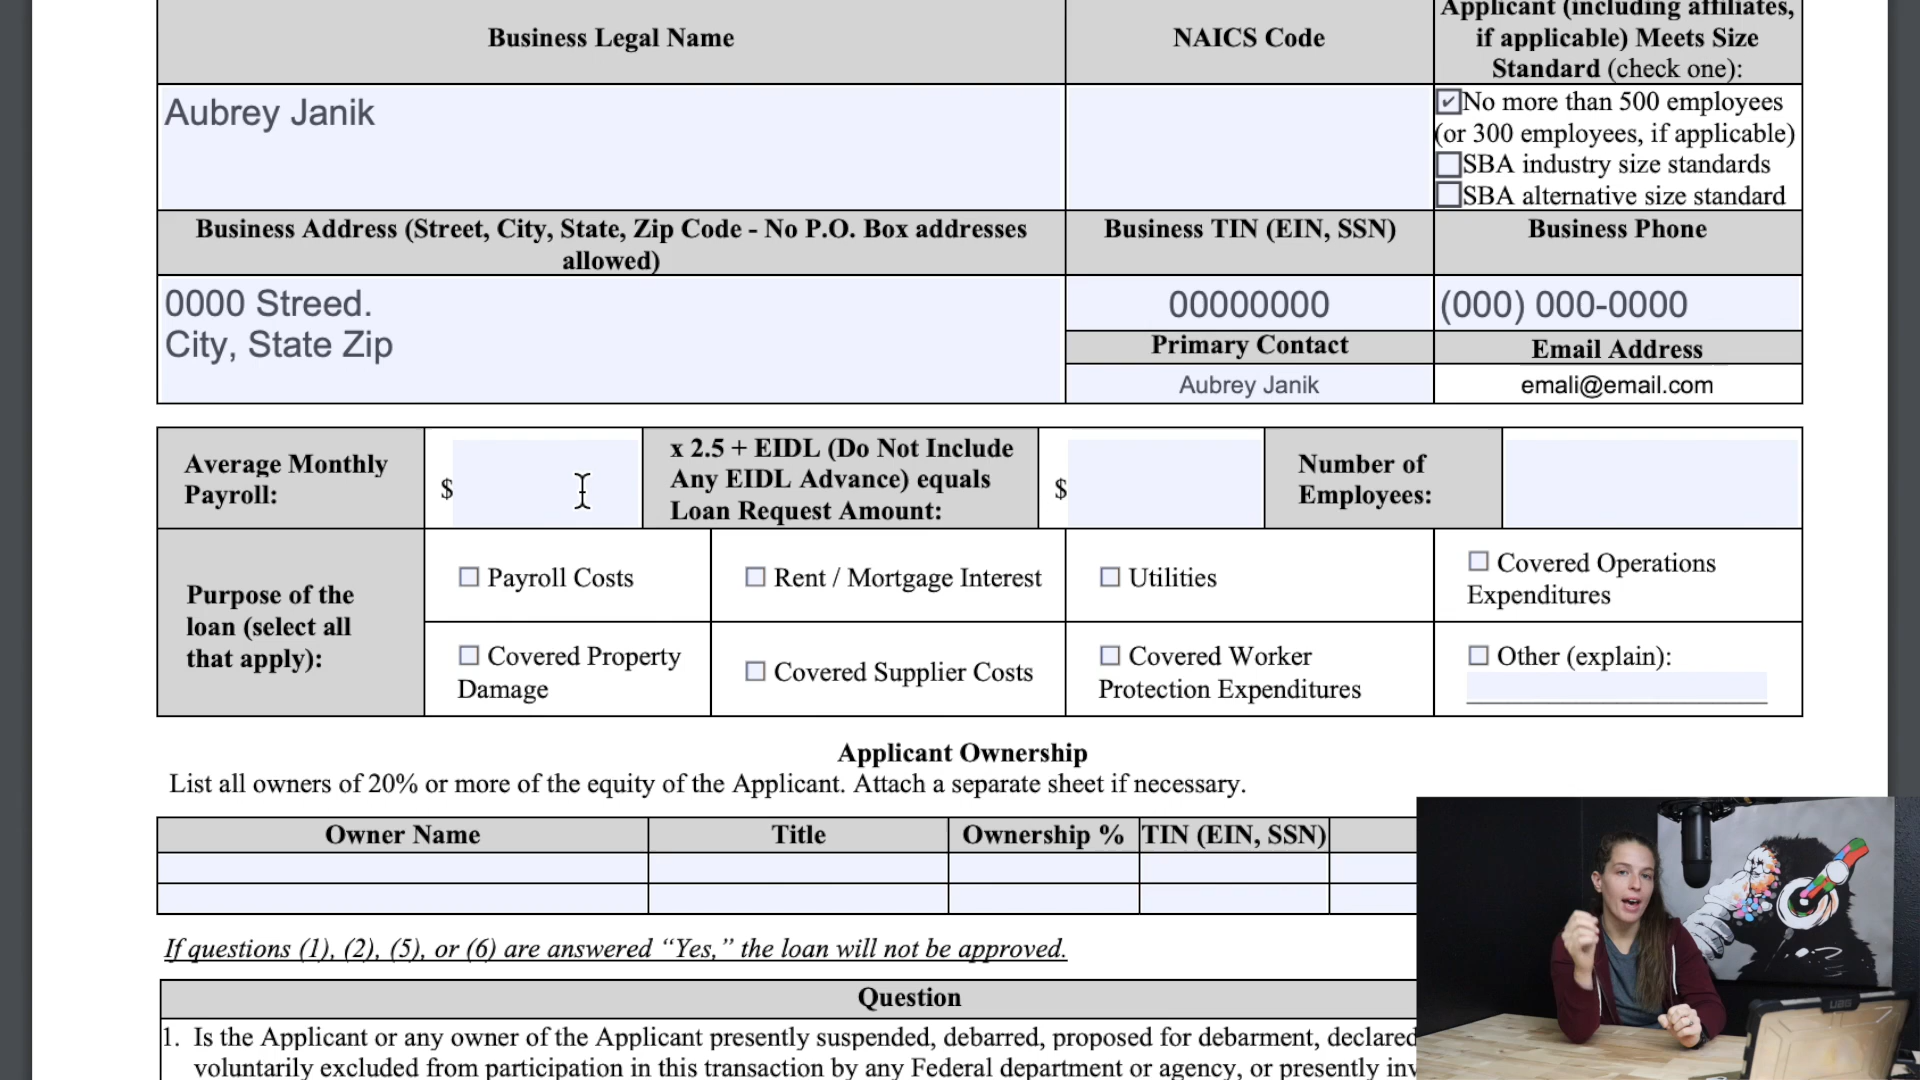 Business Legal Name
NAICS Code
Applicant (including affiliates,
if applicable) Meets Size
Standard (check one):
Aubrey Janik
No more than 500 employees
(or 300 employees, if applicable)
SBA industry size standards
SBA alternative size standard
Business Address (Street, City, State, Zip Code - No P.O. Box addresses
allowed)
Business TIN (EIN, SSN)
Business Phone
0000 Streed.
City, State Zip
00000000
(000) 000-0000
Primary Contact
Email Address
Aubrey Janik
emali@email.com
Average Monthly
Payroll:
$
x 2.5 + EIDL (Do Not Include
Any EIDL Advance) equals
Loan Request Amount:
$
Number of
Employees:
Purpose of the
loan (select all
that apply):
Payroll Costs
Rent / Mortgage Interest
Utilities
Covered Operations
Expenditures
Covered Property
Damage
Covered Supplier Costs
Covered Worker
Protection Expenditures
Other (explain):
Applicant Ownership
List all owners of 20% or more of the equity of the Applicant. Attach a separate sheet if necessary.
Owner Name
Title
Ownership %
TIN (EIN, SSN)
If questions (1), (2), (5), or (6) are answered “Yes,” the loan will not be approved.
Question
1. Is the Applicant or any owner of the Applicant presently suspended, debarred, proposed for debarment, declared
voluntarily excluded from participation in this transaction by any Federal department or agency, or presently inv
UAG